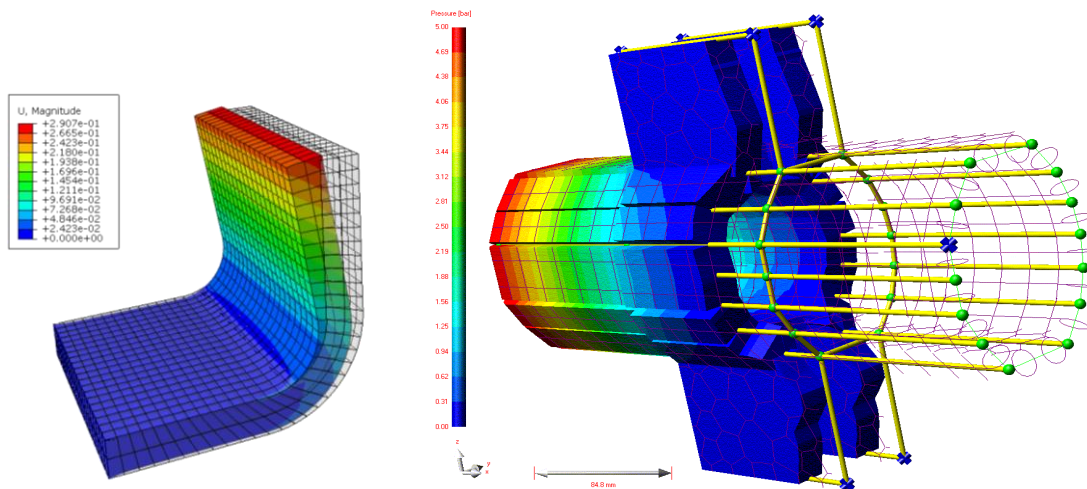 U, Magnitude
+2.907e-01
+2.665e-01
+2.423e-01
+2.180e-01
+1.938e-01
+1.696e-01
+1.454e-01
+1.211e-01
+9.691e-02
+7.268e-02
+4.846e-02
+2.423e-02
+0.000e+00
Pressure [bar]
5.00
4.69
4.38
4.06
3.75
3.44
3.12
2.81
2.50
2.19
1.88
1.56
1.25
0.94
0.62
0.31
0.00
z
y
x
84.8 mm